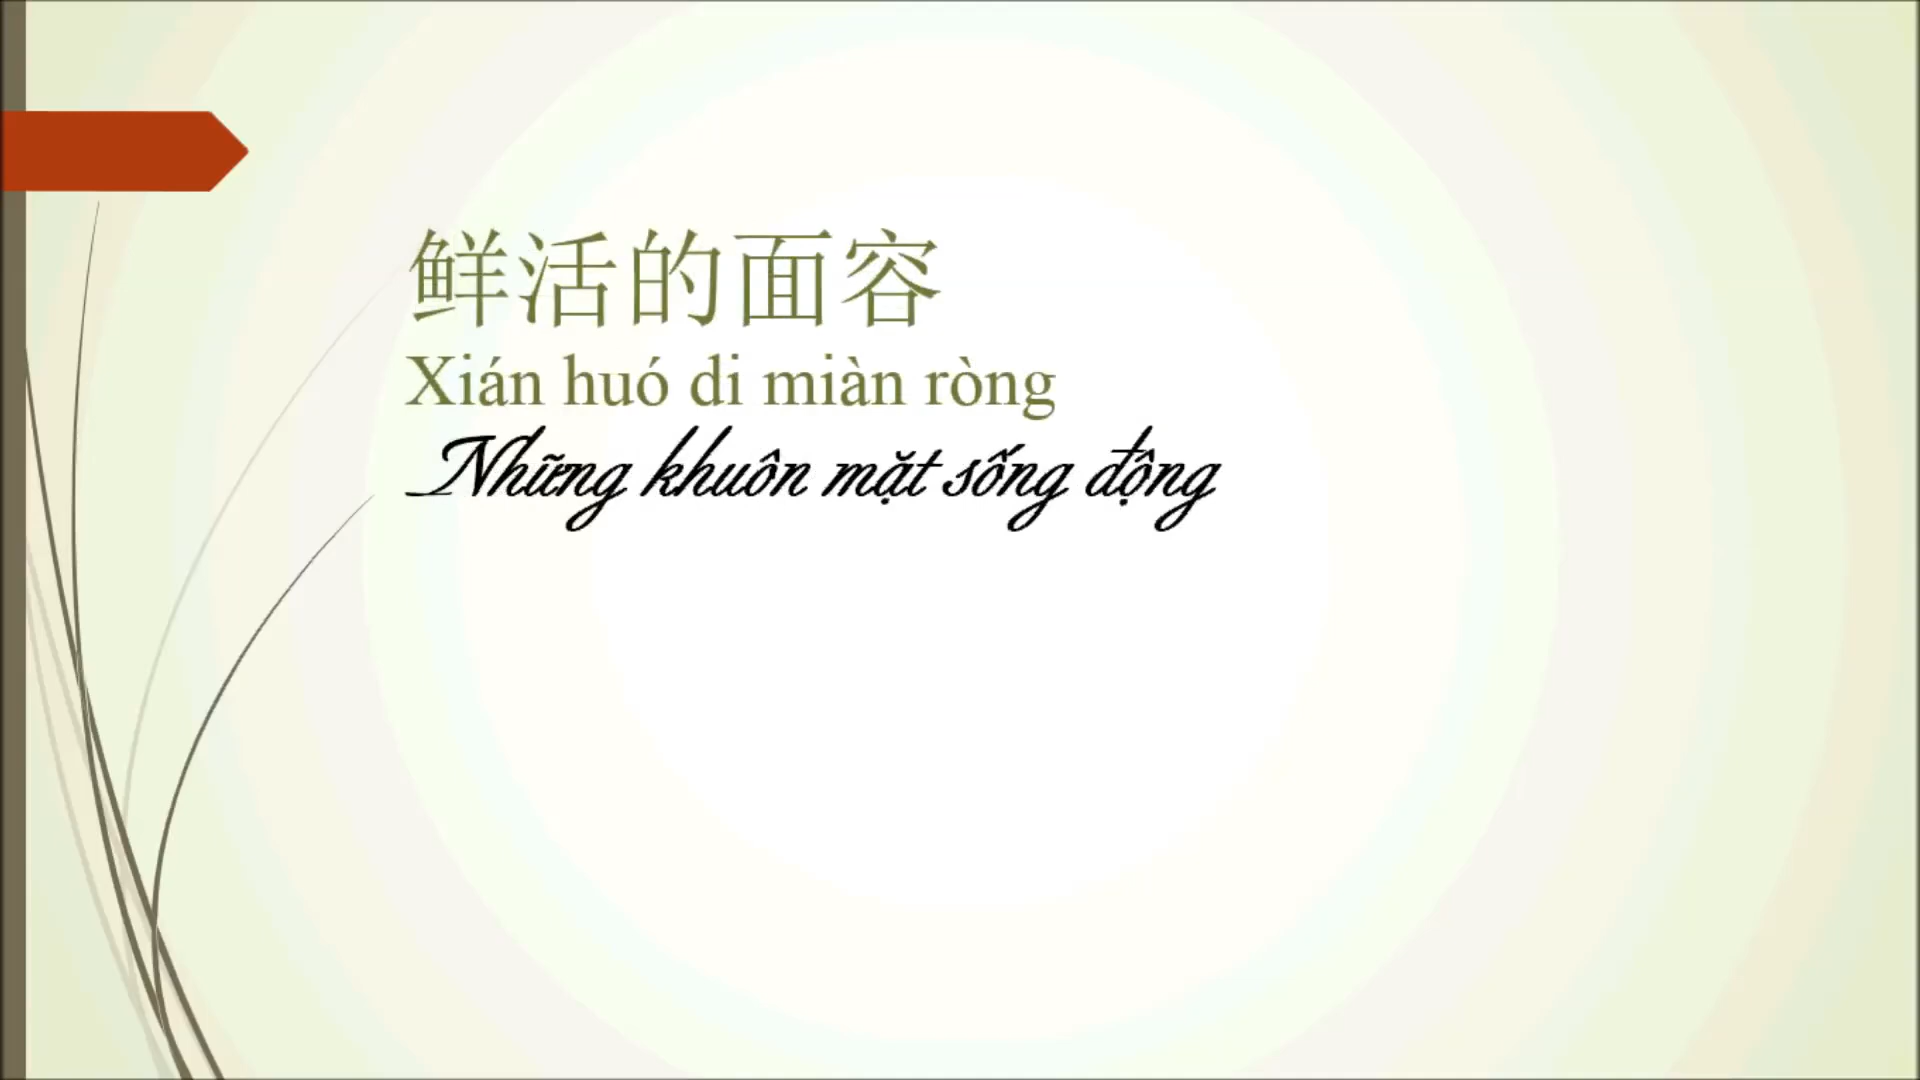 鲜活的面容
Xián huó di miàn ròng
Những khuôn mặt sống động